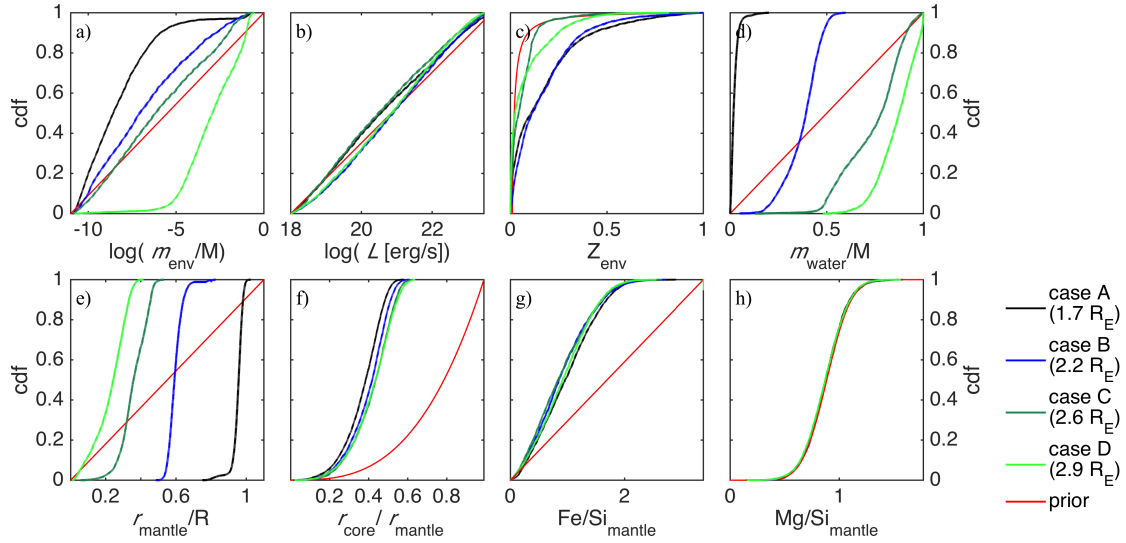 a)
b)
c)
d)
cdf
1
0.8
0.6
0.4
0.2
0
-10
-5
0
18
20
22
0
0.5
1
0
0.5
1
1
0.8
0.6
0.4
0.2
0
cdf
log( m_env/M)
log( L [erg/s])
Z_env
m_water/M
e)
f)
g)
h)
cdf
1
0.8
0.6
0.4
0.2
0
0.2
0.6
1
0
0.2
0.4
0.6
0.8
0
2
0
1
1
0.8
0.6
0.4
0.2
0
cdf
r_mantle/R
r_core/ r_mantle
Fe/Si_mantle
Mg/Si_mantle
case A
(1.7 R_E)
case B
(2.2 R_E)
case C
(2.6 R_E)
case D
(2.9 R_E)
prior